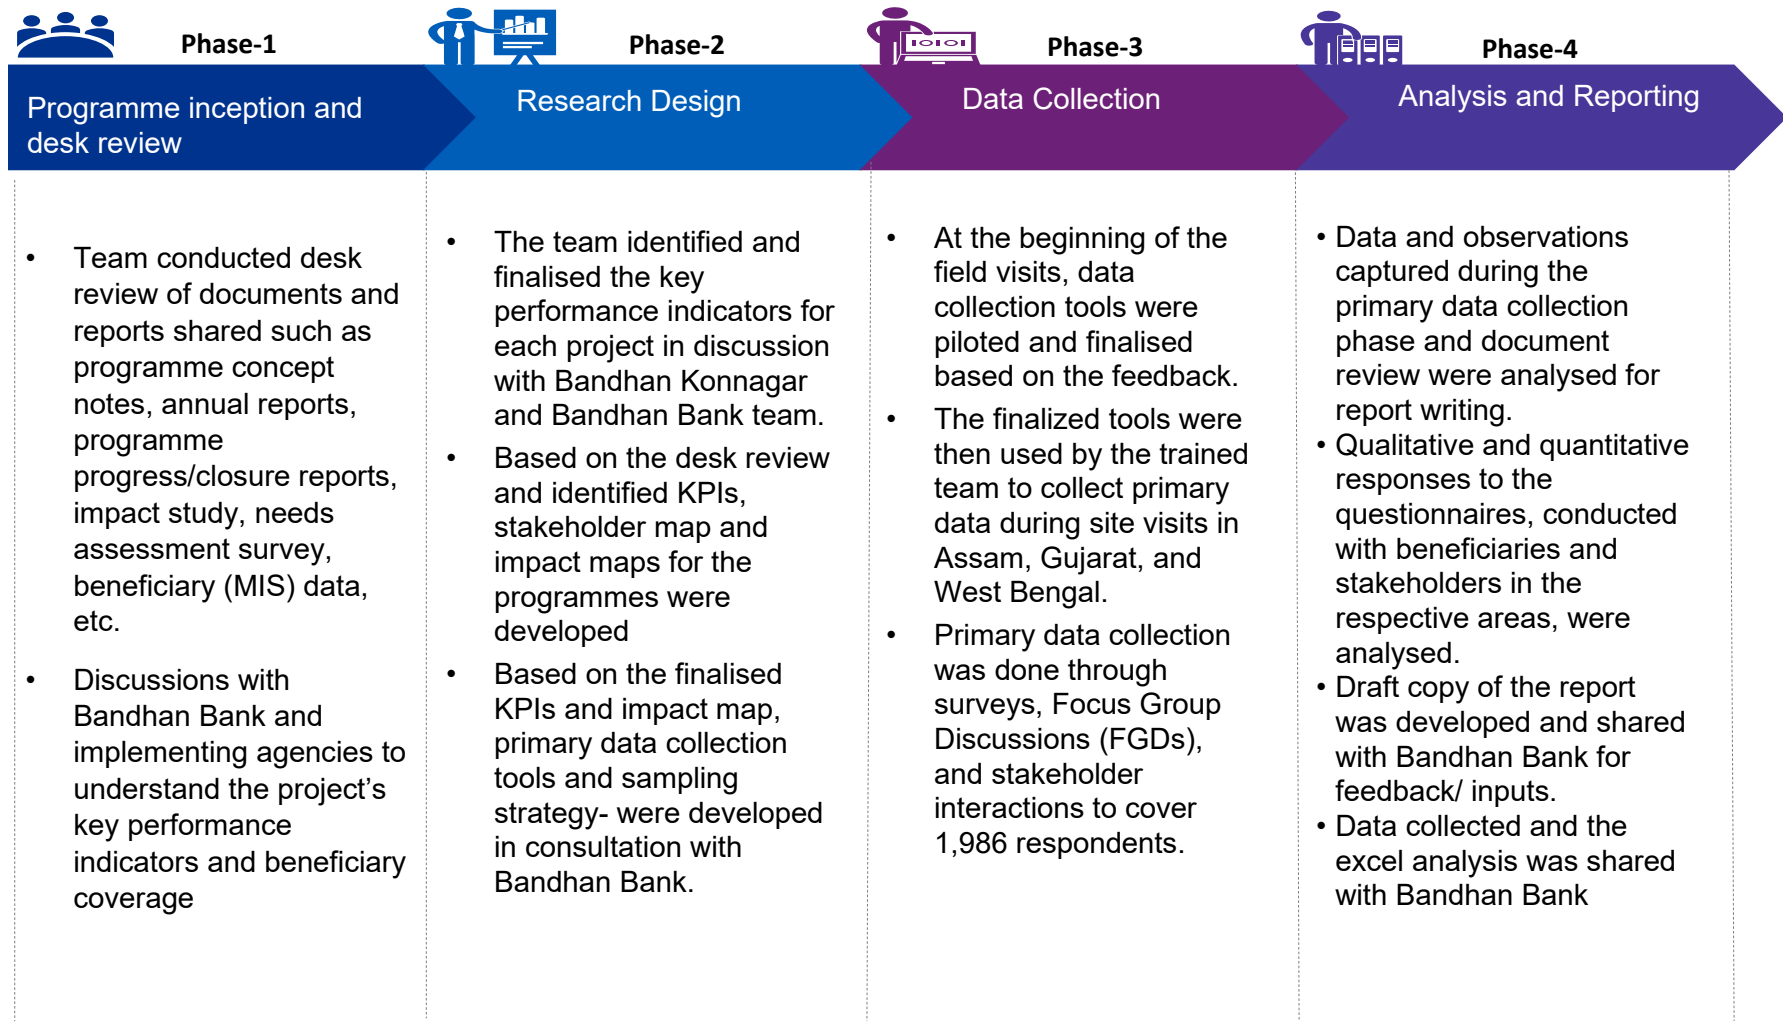 Phase-1
Programme inception and
desk review
• Team conducted desk
review of documents and
reports shared such as
programme concept
notes, annual reports,
programme
progress/closure reports,
impact study, needs
assessment survey,
beneficiary (MIS) data,
etc.
• Discussions with
Bandhan Bank and
implementing agencies to
understand the project’s
key performance
indicators and beneficiary
coverage
Phase-2
Research Design
• The team identified and
finalised the key
performance indicators for
each project in discussion
with Bandhan Konnagar
and Bandhan Bank team.
• Based on the desk review
and identified KPIs,
stakeholder map and
impact maps for the
programmes were
developed
• Based on the finalised
KPIs and impact map,
primary data collection
tools and sampling
strategy- were developed
in consultation with
Bandhan Bank.
Phase-3
Data Collection
• At the beginning of the
field visits, data
collection tools were
piloted and finalised
based on the feedback.
• The finalized tools were
then used by the trained
team to collect primary
data during site visits in
Assam, Gujarat, and
West Bengal.
• Primary data collection
was done through
surveys, Focus Group
Discussions (FGDs),
and stakeholder
interactions to cover
1,986 respondents.
Phase-4
Analysis and Reporting
• Data and observations
captured during the
primary data collection
phase and document
review were analysed for
report writing.
• Qualitative and quantitative
responses to the
questionnaires, conducted
with beneficiaries and
stakeholders in the
respective areas, were
analysed.
• Draft copy of the report
was developed and shared
with Bandhan Bank for
feedback/ inputs.
• Data collected and the
excel analysis was shared
with Bandhan Bank